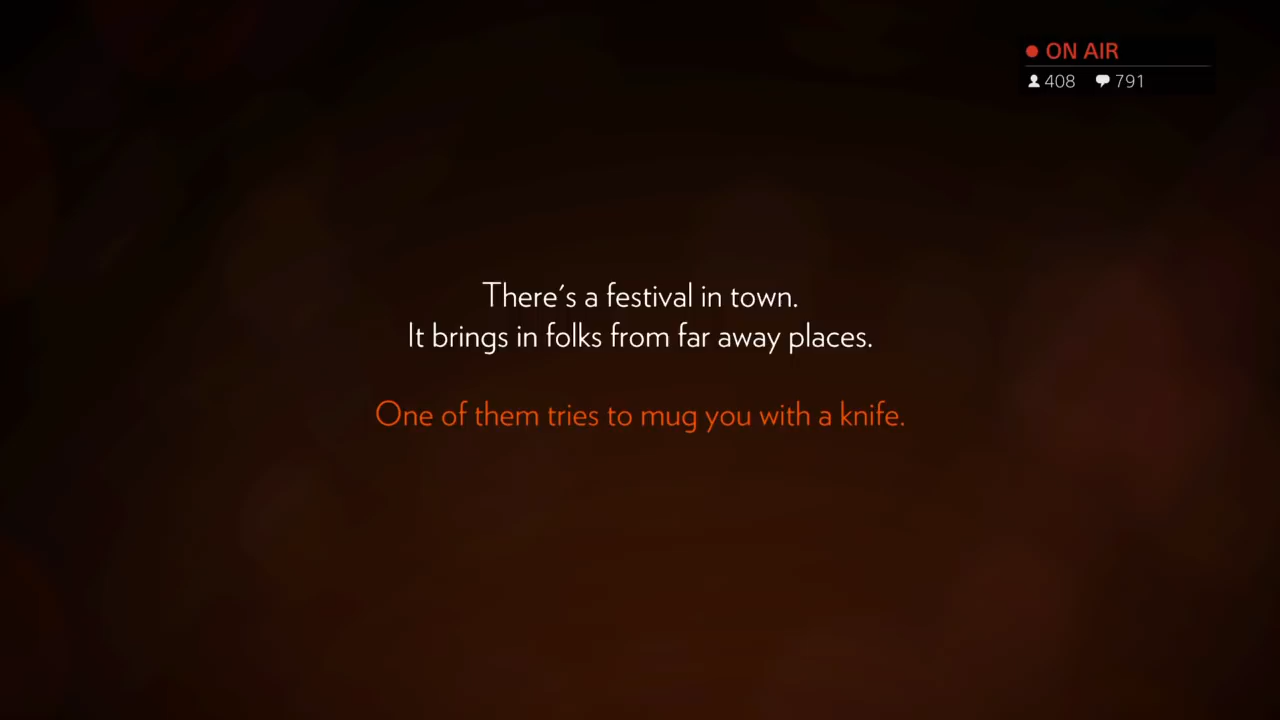 ON AIR
408 791
There's a festival in town.
It brings in folks from far away places.
One of them tries to mug you with a knife.